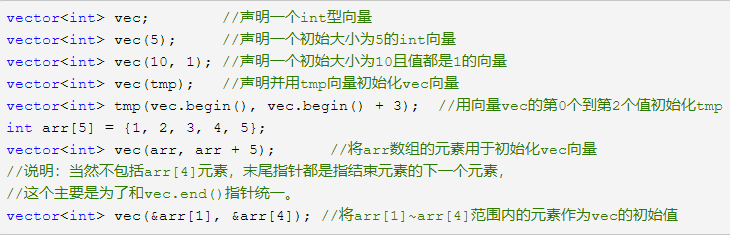 vector<int> vec;        //声明一个int型向量
vector<int> vec(5);     //声明一个初始大小为5的int向量
vector<int> vec(10, 1); //声明一个初始大小为10且值都是1的向量
vector<int> vec(tmp);   //声明并用tmp向量初始化vec向量
vector<int> tmp(vec.begin(), vec.begin() + 3);  //用向量vec的第0个到第2个值初始化tmp
int arr[5] = {1, 2, 3, 4, 5};
vector<int> vec(arr, arr + 5);      //将arr数组的元素用于初始化vec向量
//说明：当然不包括arr[4]元素，末尾指针都是指结束元素的下一个元素，
//这个主要是为了和vec.end()指针统一。
vector<int> vec(&arr[1], &arr[4]); //将arr[1]~arr[4]范围内的元素作为vec的初始值